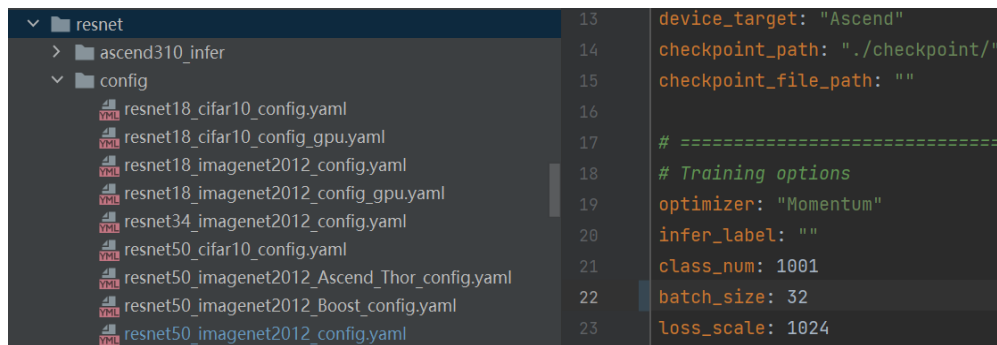 resnet
ascend310_infer
config
resnet18_cifar10_config.yaml
resnet18_cifar10_config_gpu.yaml
resnet18_imagenet2012_config.yaml
resnet18_imagenet2012_config_gpu.yaml
resnet34_imagenet2012_config.yaml
resnet50_cifar10_config.yaml
resnet50_imagenet2012_Ascend_Thor_config.yaml
resnet50_imagenet2012_Boost_config.yaml
resnet50_imagenet2012_config.yaml
13 device_target: "Ascend"
14 checkpoint_path: "./checkpoint/"
15 checkpoint_file_path: ""
16
17 # ==============================
18 # Training options
19 optimizer: "Momentum"
20 infer_label: ""
21 class_num: 1001
22 batch_size: 32
23 loss_scale: 1024